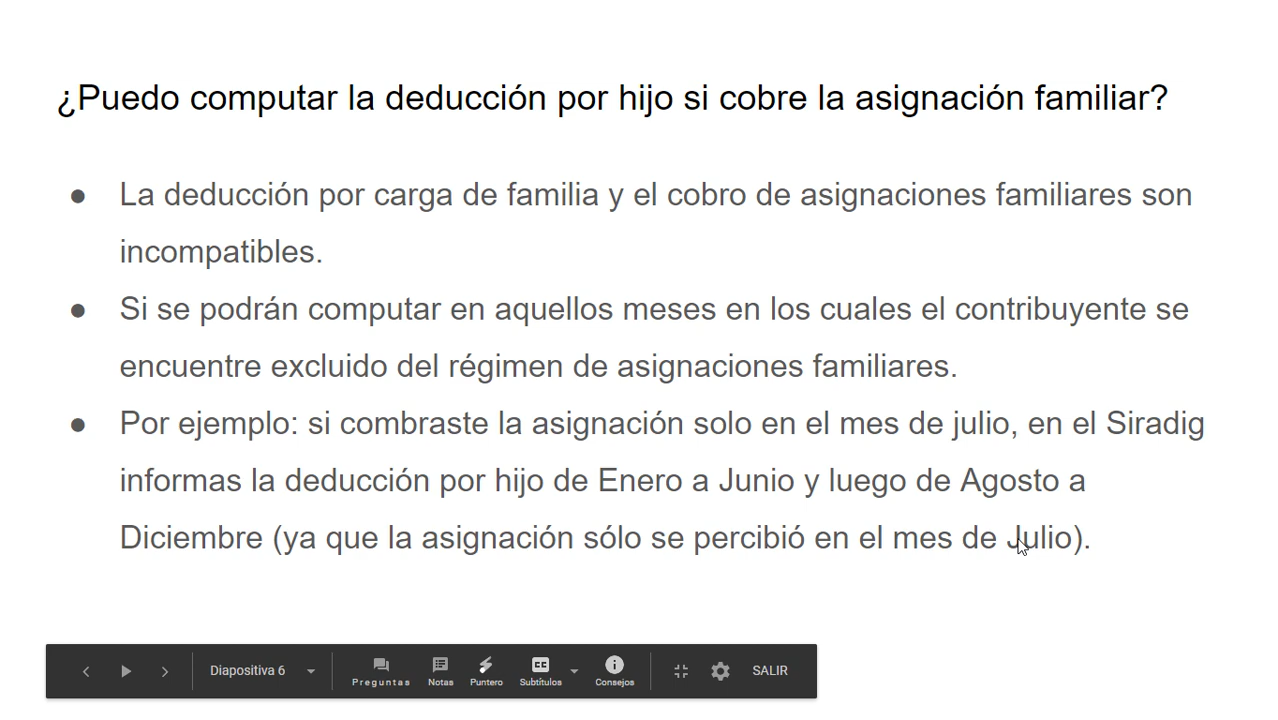 ¿Puedo computar la deducción por hijo si cobre la asignación familiar?
● La deducción por carga de familia y el cobro de asignaciones familiares son
incompatibles.
● Si se podrán computar en aquellos meses en los cuales el contribuyente se
encuentre excluido del régimen de asignaciones familiares.
● Por ejemplo: si combraste la asignación solo en el mes de julio, en el Siradig
informas la deducción por hijo de Enero a Junio y luego de Agosto a
Diciembre (ya que la asignación sólo se percibió en el mes de Julio).
Diapositiva 6
Preguntas Notas Puntero Subtítulos Consejos
SALIR